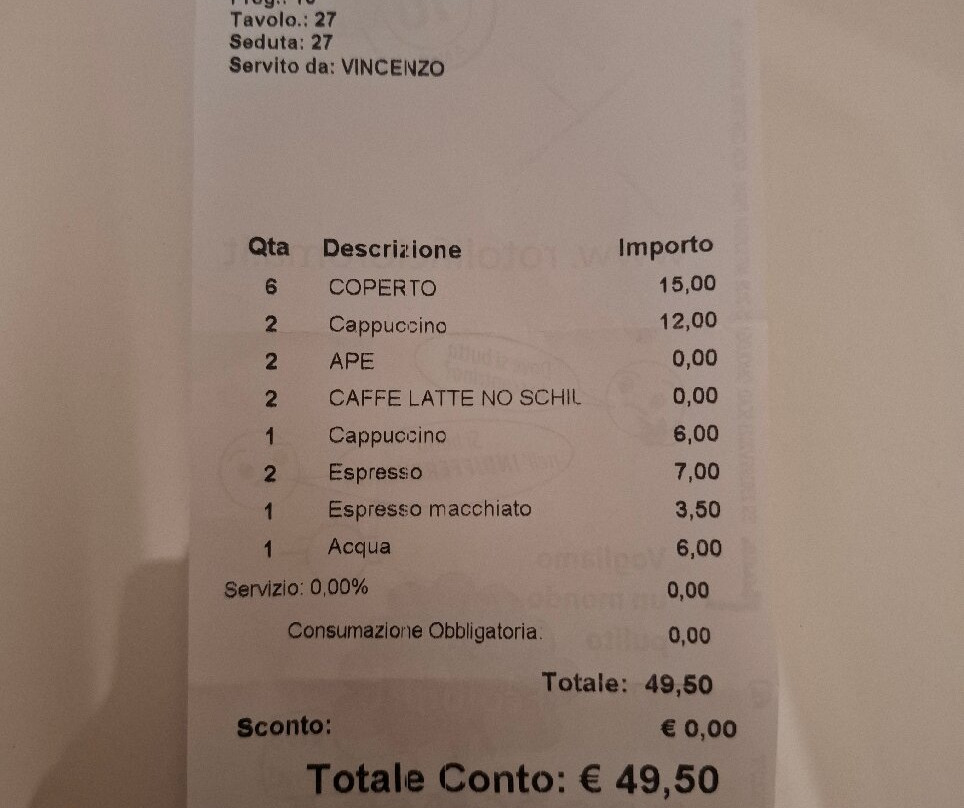 Tavolo.: 27
Seduta: 27
Servito da: VINCENZO
Qta Descrizione Importo
6 COPERTO 15,00
2 Cappuccino 12,00
2 APE 0,00
2 CAFFE LATTE NO SCHIU 0,00
1 Cappuccino 6,00
2 Espresso 7,00
1 Espresso macchiato 3,50
1 Acqua 6,00
Servizio: 0,00% 0,00
Consumazione Obbligatoria: 0,00
Totale: 49,50
Sconto: € 0,00
Totale Conto: € 49,50